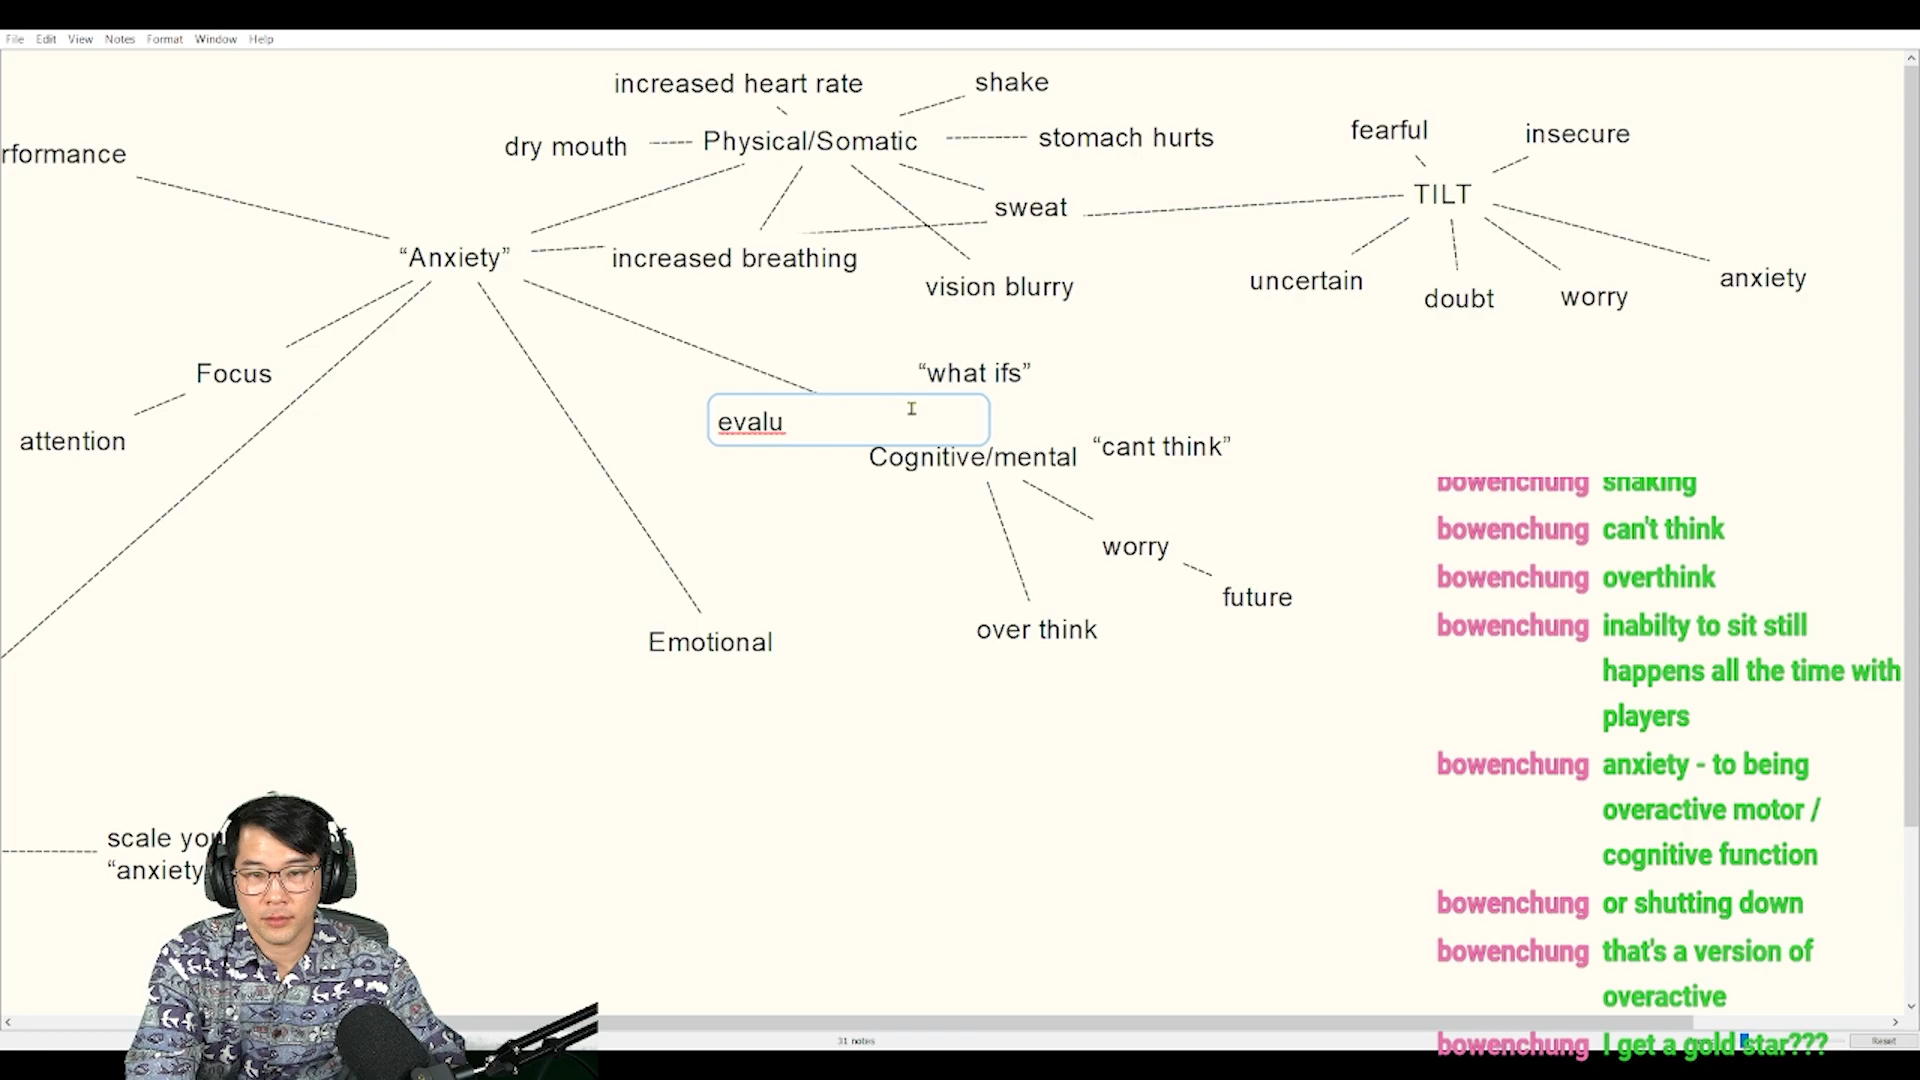 File Edit View Notes Format Window Help
increased heart rate
shake
rformance
dry mouth
Physical/Somatic
stomach hurts
fearful
insecure
TILT
sweat
“Anxiety”
increased breathing
vision blurry
uncertain
doubt
worry
anxiety
Focus
“what ifs”
attention
evalu
Cognitive/mental
“cant think”
worry
future
over think
Emotional
scale you
“anxiety
bowenchung shaking
bowenchung can't think
bowenchung overthink
bowenchung inabilty to sit still
happens all the time with
players
bowenchung anxiety - to being
overactive motor /
cognitive function
bowenchung or shutting down
bowenchung that's a version of
overactive
bowenchung I get a gold star???
31 notes
Reset